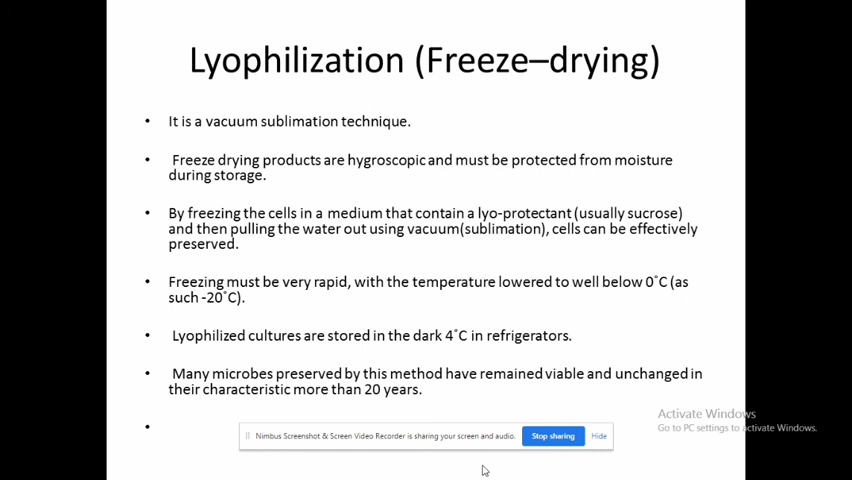 Lyophilization (Freeze–drying)
• It is a vacuum sublimation technique.
• Freeze drying products are hygroscopic and must be protected from moisture
during storage.
• By freezing the cells in a medium that contain a lyo-protectant (usually sucrose)
and then pulling the water out using vacuum(sublimation), cells can be effectively
preserved.
• Freezing must be very rapid, with the temperature lowered to well below 0˚C (as
such -20˚C).
• Lyophilized cultures are stored in the dark 4˚C in refrigerators.
• Many microbes preserved by this method have remained viable and unchanged in
their characteristic more than 20 years.
•
Nimbus Screenshot & Screen Video Recorder is sharing your screen and audio. Stop sharing Hide
Activate Windows
Go to PC settings to activate Windows.